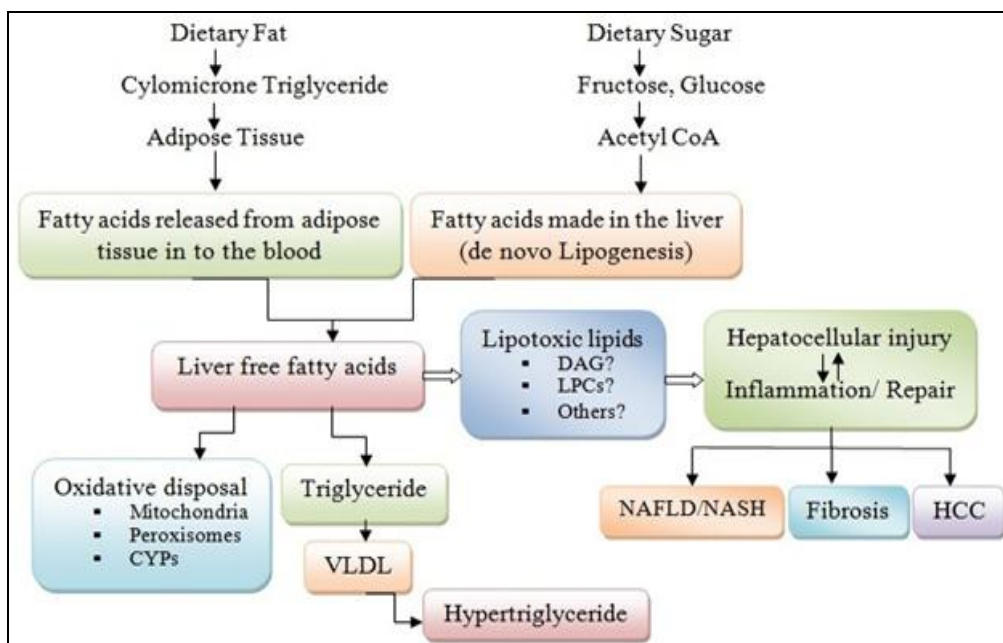 Dietary Fat
Cylomicrone Triglyceride
Adipose Tissue
Fatty acids released from adipose
tissue in to the blood
Dietary Sugar
Fructose, Glucose
Acetyl CoA
Fatty acids made in the liver
(de novo Lipogenesis)
Liver free fatty acids
Lipotoxic lipids
▪ DAG?
▪ LPCs?
▪ Others?
Hepatocellular injury
Inflammation/ Repair
Oxidative disposal
▪ Mitochondria
▪ Peroxisomes
▪ CYPs
Triglyceride
VLDL
Hypertriglyceride
NAFLD/NASH
Fibrosis
HCC